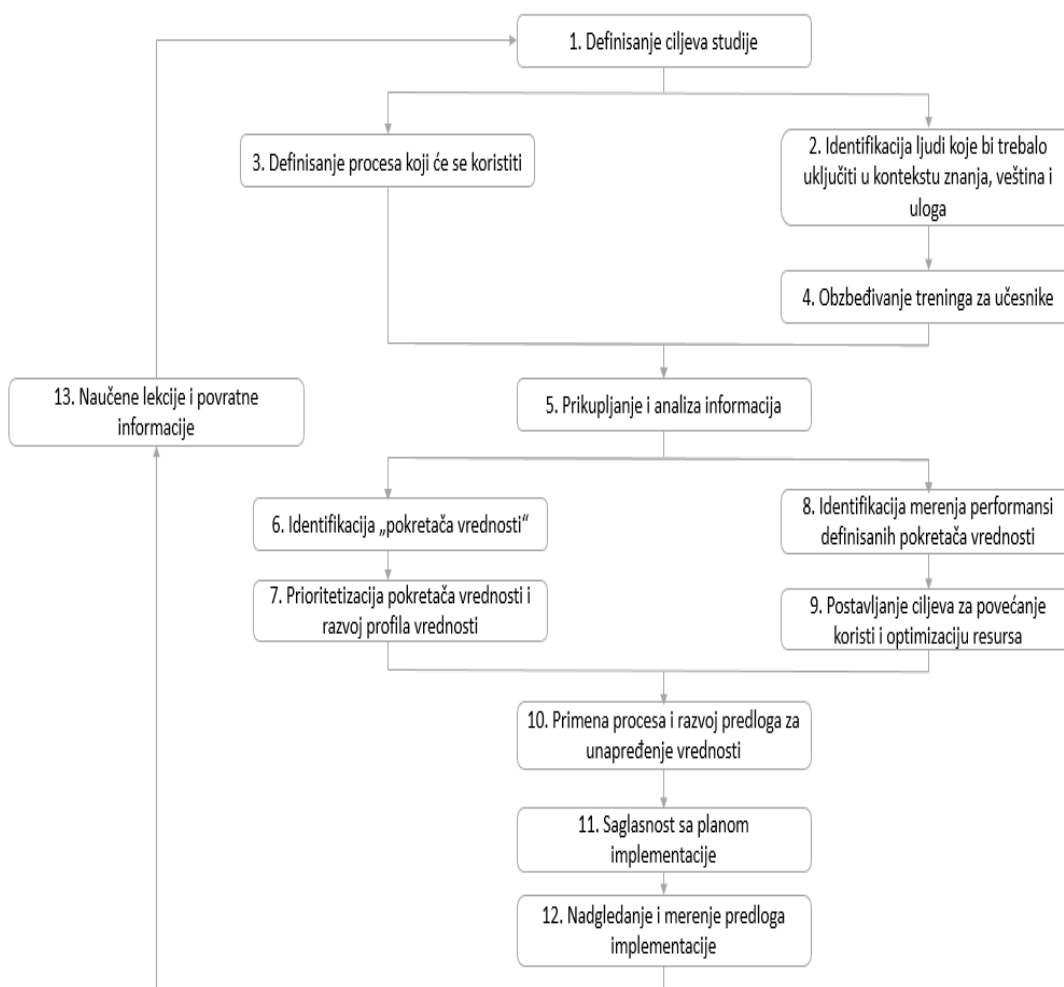 1. Definisanje ciljeva studije
3. Definisanje procesa koji će se koristiti
2. Identifikacija ljudi koje bi trebalo
uključiti u kontekstu znanja, veština i
uloga
4. Obzbeđivanje treninga za učesnike
13. Naučene lekcije i povratne
informacije
5. Prikupljanje i analiza informacija
6. Identifikacija „pokretača vrednosti“
8. Identifikacija merenja performansi
definisanih pokretača vrednosti
7. Prioritetizacija pokretača vrednosti i
razvoj profila vrednosti
9. Postavljanje ciljeva za povećanje
koristi i optimizaciju resursa
10. Primena procesa i razvoj predloga za
unapređenje vrednosti
11. Saglasnost sa planom
implementacije
12. Nadgledanje i merenje predloga
implementacije